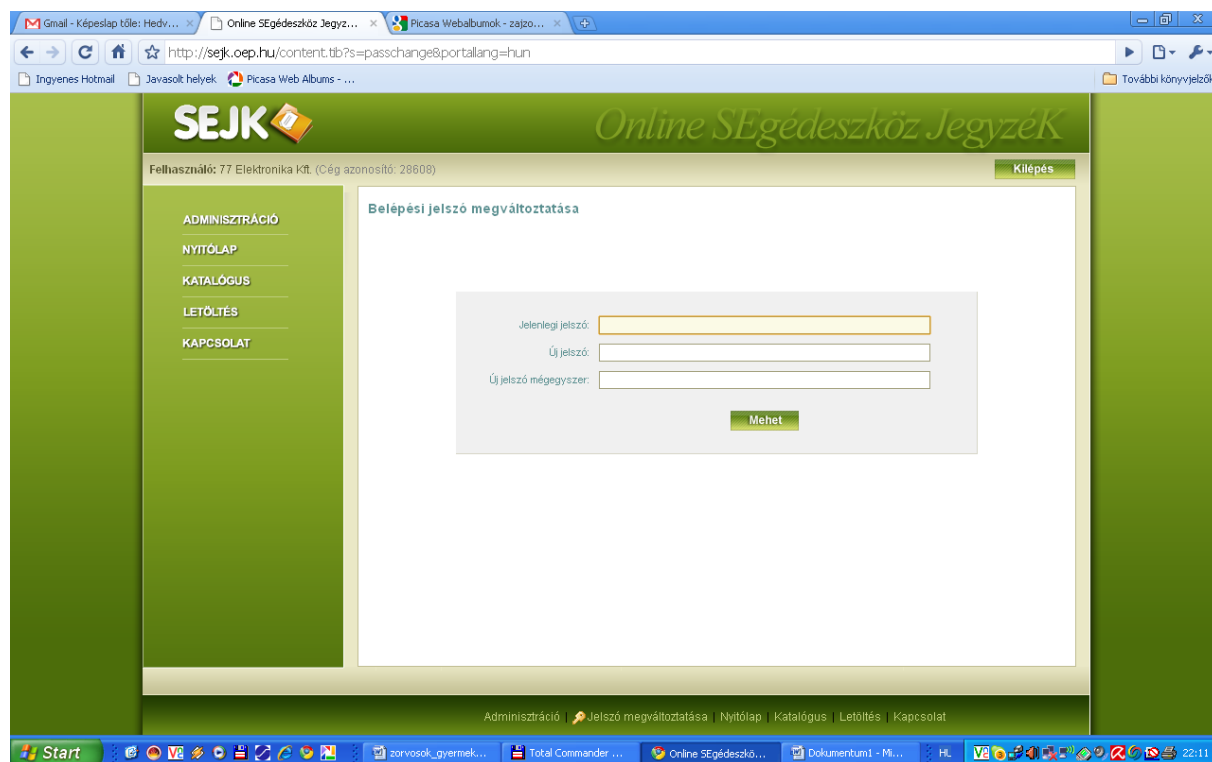 Gmail - Képeslap tőle: Hedv...
Online SEgédeszköz Jegyz...
Picasa Webalbumok - zajzo...
http://sejk.oep.hu/content.tlb?s=passchange&portallang=hun
Ingyenes Hotmail
Javasolt helyek
Picasa Web Albums - ...
További könyvjelzők
SEJK
Online SEgédeszköz JegyzéK
Felhasználó: 77 Elektronika Kft. (Cég azonosító: 28608)
Kilépés
ADMINISZTRÁCIÓ
NYITÓLAP
KATALÓGUS
LETÖLTÉS
KAPCSOLAT
Belépési jelszó megváltoztatása
Jelenlegi jelszó:
Új jelszó:
Új jelszó mégegyszer:
Mehet
Adminisztráció | Jelszó megváltoztatása | Nyitólap | Katalógus | Letöltés | Kapcsolat
Start
zorvosok_gyermek...
Total Commander ...
Online SEgédeszkö...
Dokumentum1 - Mi...
HL
22:11